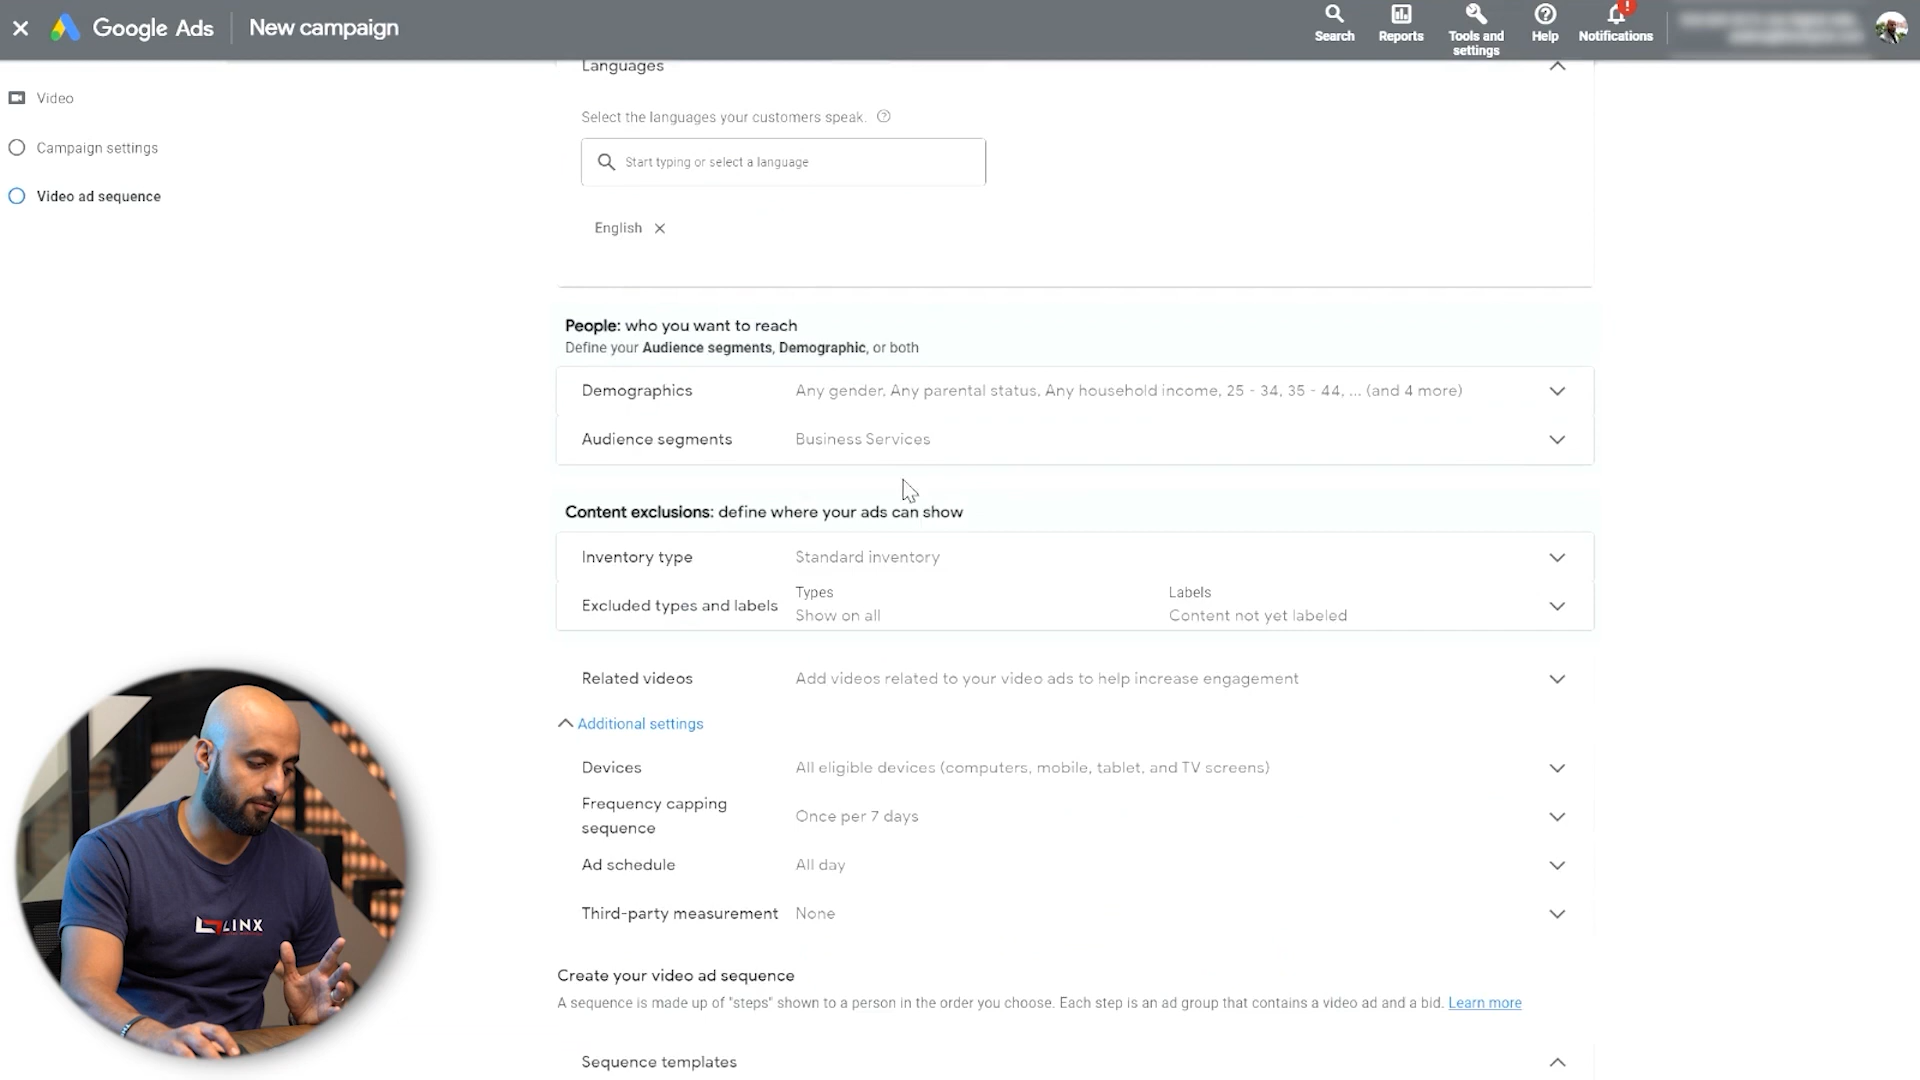 Google Ads
New campaign
Search
Reports
Tools and
settings
Help
!
Notifications
Video
Campaign settings
Video ad sequence
Languages
Select the languages your customers speak.
Start typing or select a language
English
People: who you want to reach
Define your Audience segments, Demographic, or both
Demographics Any gender, Any parental status, Any household income, 25 - 34, 35 - 44, ... (and 4 more)
Audience segments Business Services
Content exclusions: define where your ads can show
Inventory type Standard inventory
Excluded types and labels
Types
Show on all
Labels
Content not yet labeled
Related videos Add videos related to your video ads to help increase engagement
Additional settings
Devices All eligible devices (computers, mobile, tablet, and TV screens)
Frequency capping
sequence
Once per 7 days
Ad schedule All day
Third-party measurement None
Create your video ad sequence
A sequence is made up of "steps" shown to a person in the order you choose. Each step is an ad group that contains a video ad and a bid. Learn more
Sequence templates
LINX